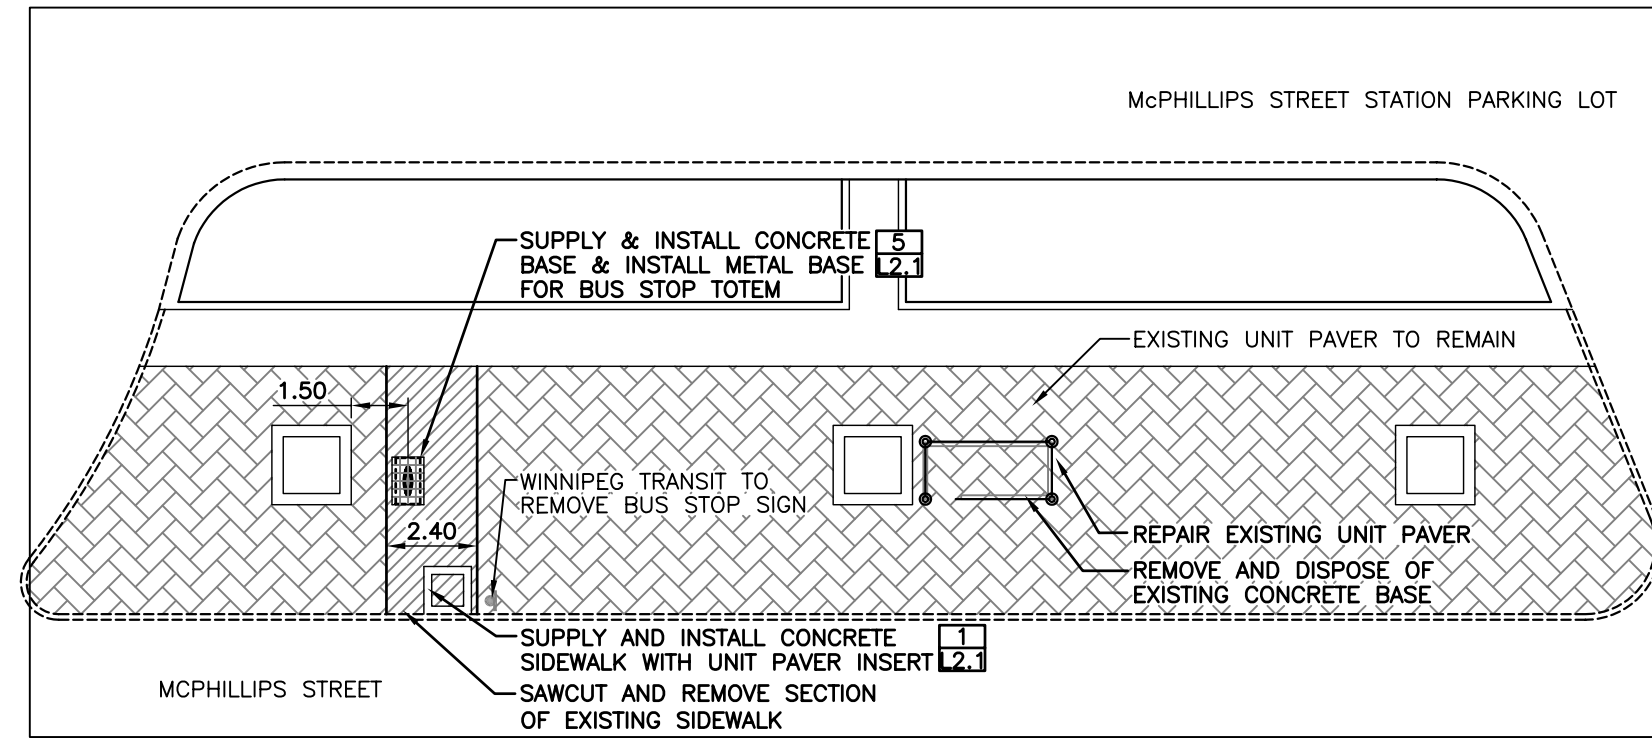 McPHILLIPS STREET STATION PARKING LOT
SUPPLY & INSTALL CONCRETE
BASE & INSTALL METAL BASE
FOR BUS STOP TOTEM
5
L2.1
EXISTING UNIT PAVER TO REMAIN
1.50
WINNIPEG TRANSIT TO
REMOVE BUS STOP SIGN
2.40
REPAIR EXISTING UNIT PAVER
REMOVE AND DISPOSE OF
EXISTING CONCRETE BASE
SUPPLY AND INSTALL CONCRETE
SIDEWALK WITH UNIT PAVER INSERT
1
L2.1
MCPHILLIPS STREET
SAWCUT AND REMOVE SECTION
OF EXISTING SIDEWALK